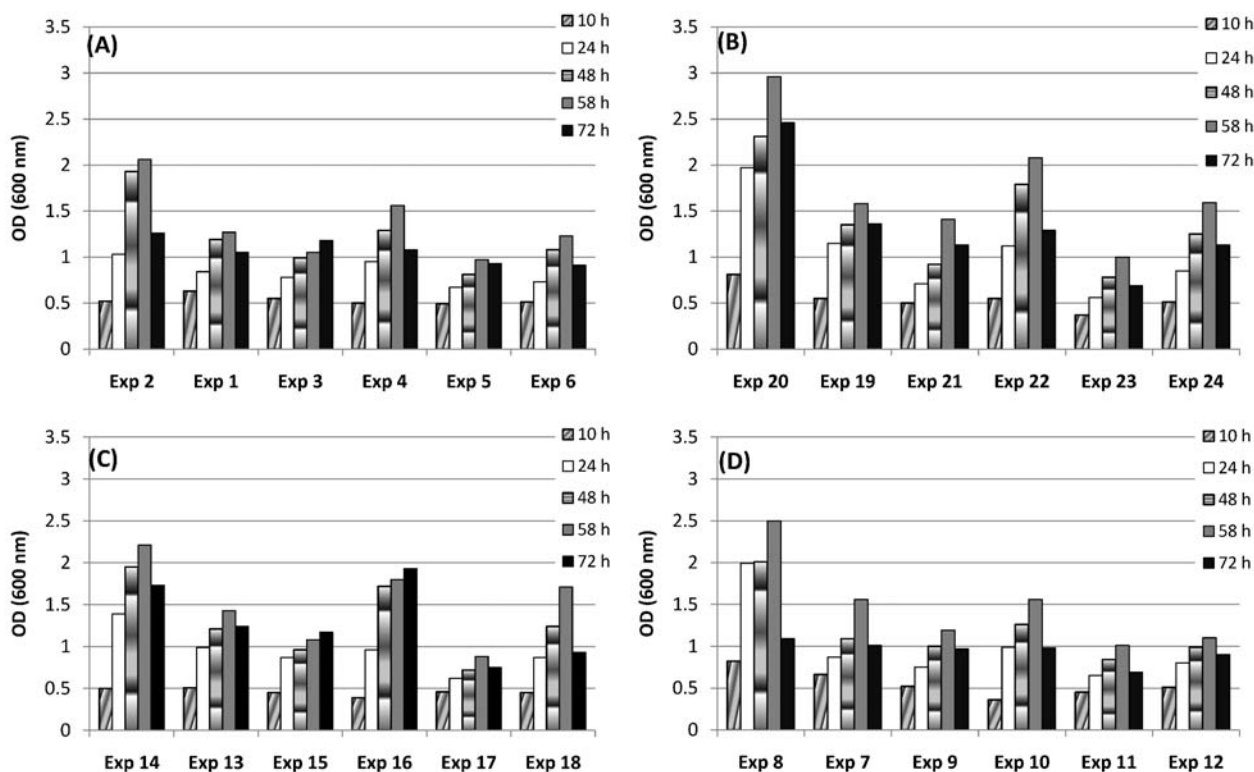 (A)
OD (600 nm)
3.5
3
2.5
2
1.5
1
0.5
0
10 h
24 h
48 h
58 h
72 h
Exp 2 Exp 1 Exp 3 Exp 4 Exp 5 Exp 6
(B)
OD (600 nm)
3.5
3
2.5
2
1.5
1
0.5
0
10 h
24 h
48 h
58 h
72 h
Exp 20 Exp 19 Exp 21 Exp 22 Exp 23 Exp 24
(C)
OD (600 nm)
3.5
3
2.5
2
1.5
1
0.5
0
10 h
24 h
48 h
58 h
72 h
Exp 14 Exp 13 Exp 15 Exp 16 Exp 17 Exp 18
(D)
OD (600 nm)
3.5
3
2.5
2
1.5
1
0.5
0
10 h
24 h
48 h
58 h
72 h
Exp 8 Exp 7 Exp 9 Exp 10 Exp 11 Exp 12